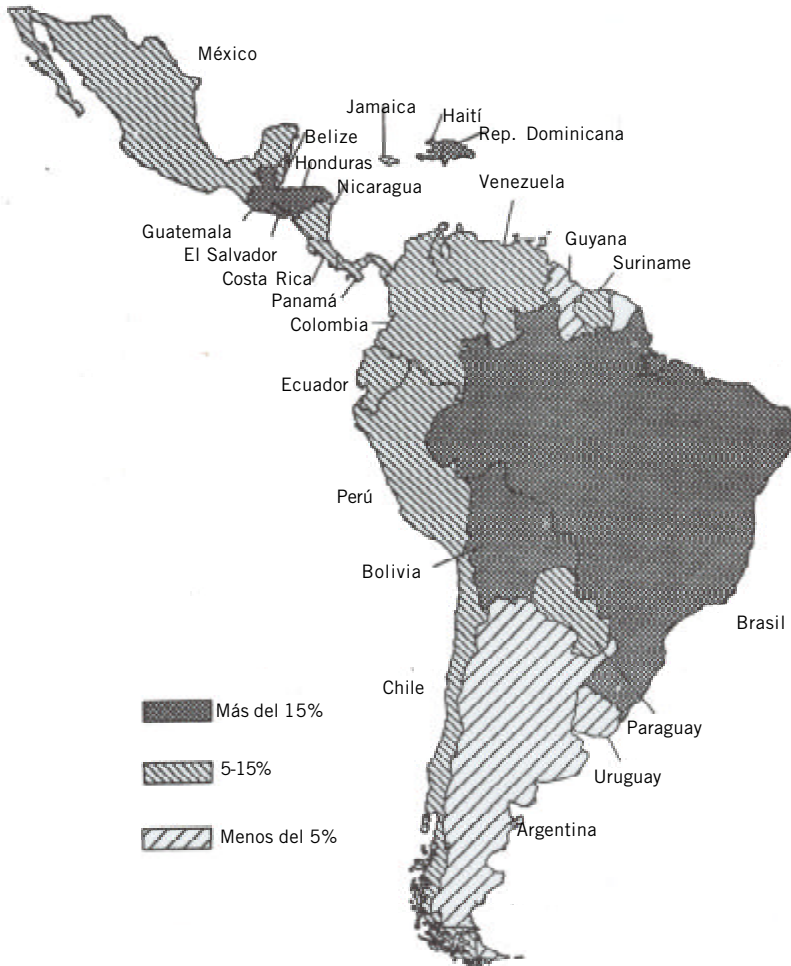 México
Jamaica
Haití
Rep. Dominicana
Belize
Honduras
Nicaragua
Venezuela
Guatemala
Guyana
El Salvador
Suriname
Costa Rica
Panamá
Colombia
Ecuador
Perú
Bolivia
Brasil
Chile
Más del 15%
Paraguay
5-15%
Uruguay
Menos del 5%
Argentina